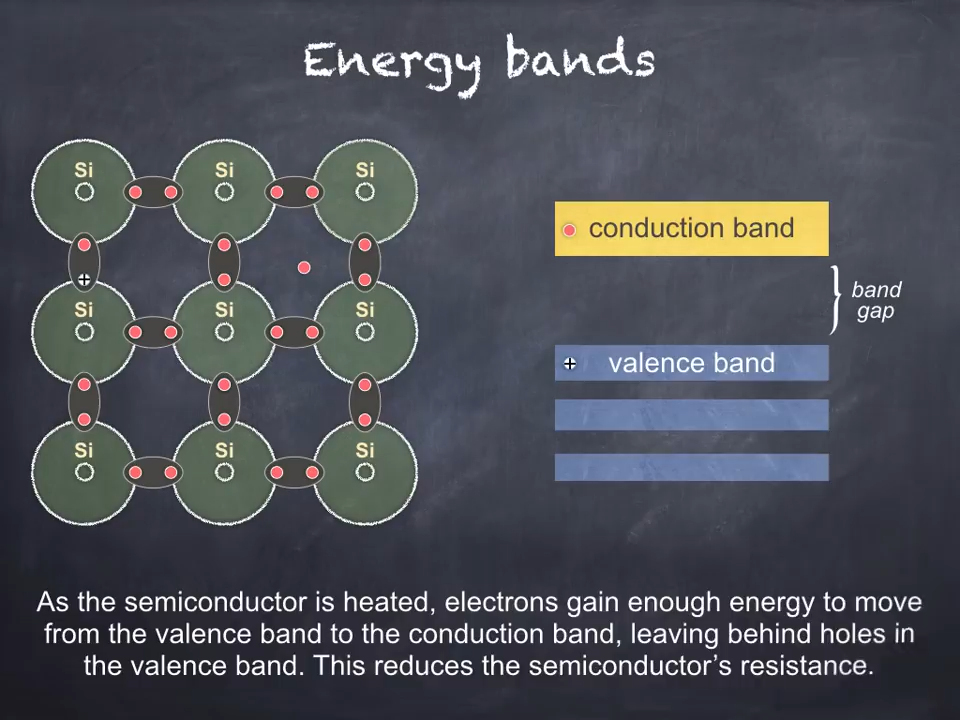 Energy bands
Si Si Si
Si Si Si
Si Si Si
conduction band
band
gap
valence band
As the semiconductor is heated, electrons gain enough energy to move
from the valence band to the conduction band, leaving behind holes in
the valence band. This reduces the semiconductor’s resistance.